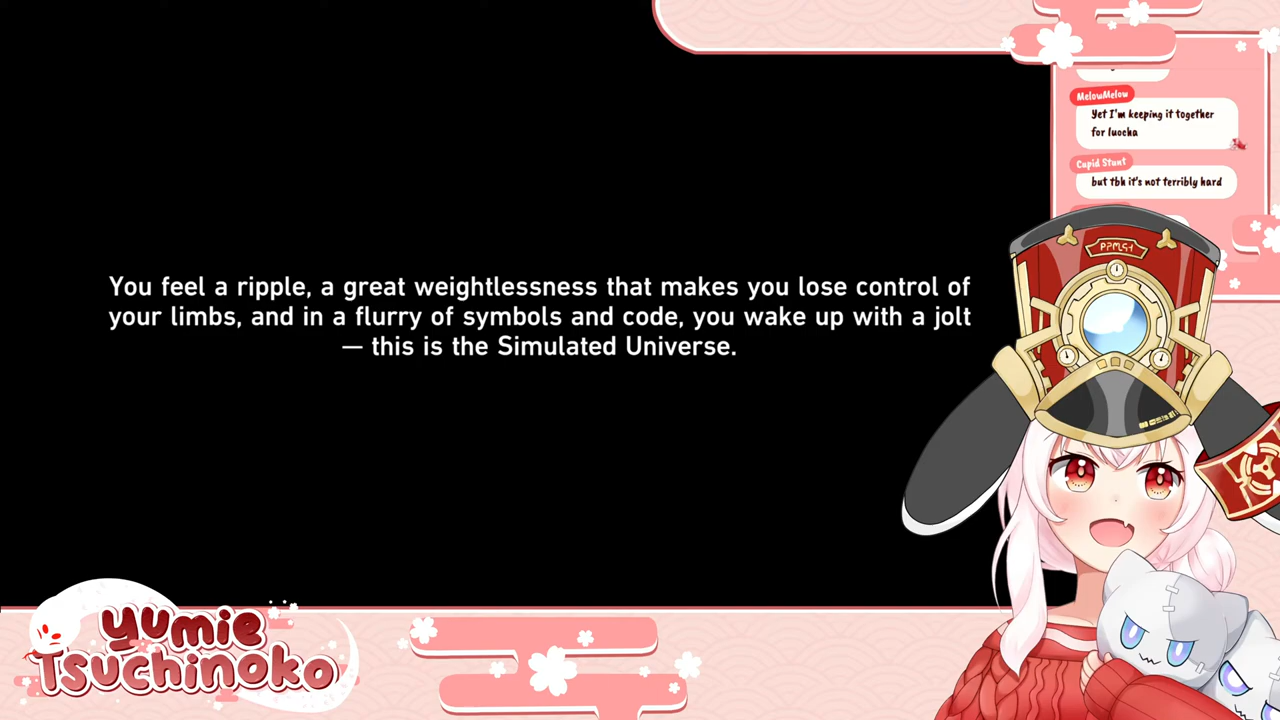 MelowMelow
Yet I'm keeping it together
for luocha
Cupid Stunt
but tbh it's not terribly hard
You feel a ripple, a great weightlessness that makes you lose control of
your limbs, and in a flurry of symbols and code, you wake up with a jolt
— this is the Simulated Universe.
Yumie
Tsuchinoko